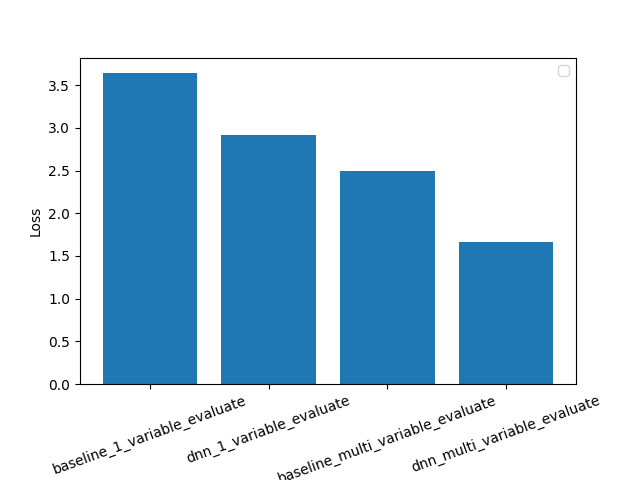 3.5
3.0
2.5
2.0
1.5
1.0
0.5
0.0
Loss
baseline_1_variable_evaluate
dnn_1_variable_evaluate
baseline_multi_variable_evaluate
dnn_multi_variable_evaluate